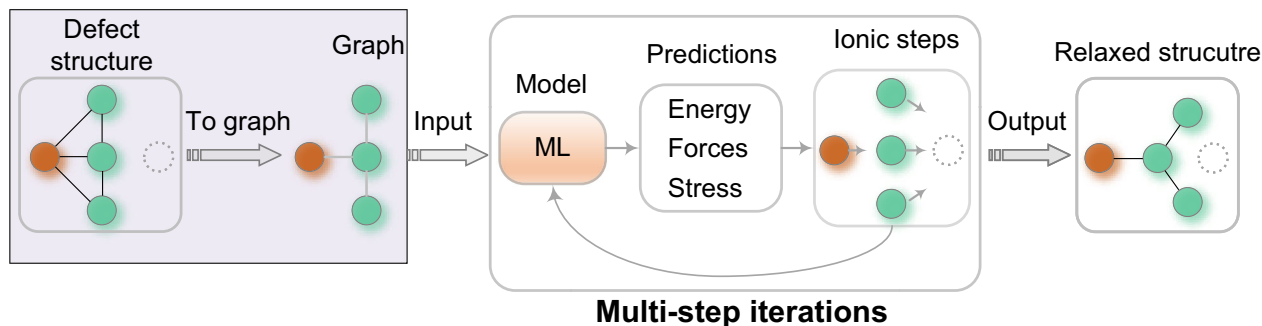 Defect
structure
To graph
Graph
Input
Model
ML
Predictions
Energy
Forces
Stress
Ionic steps
Output
Relaxed strucutre
Multi-step iterations